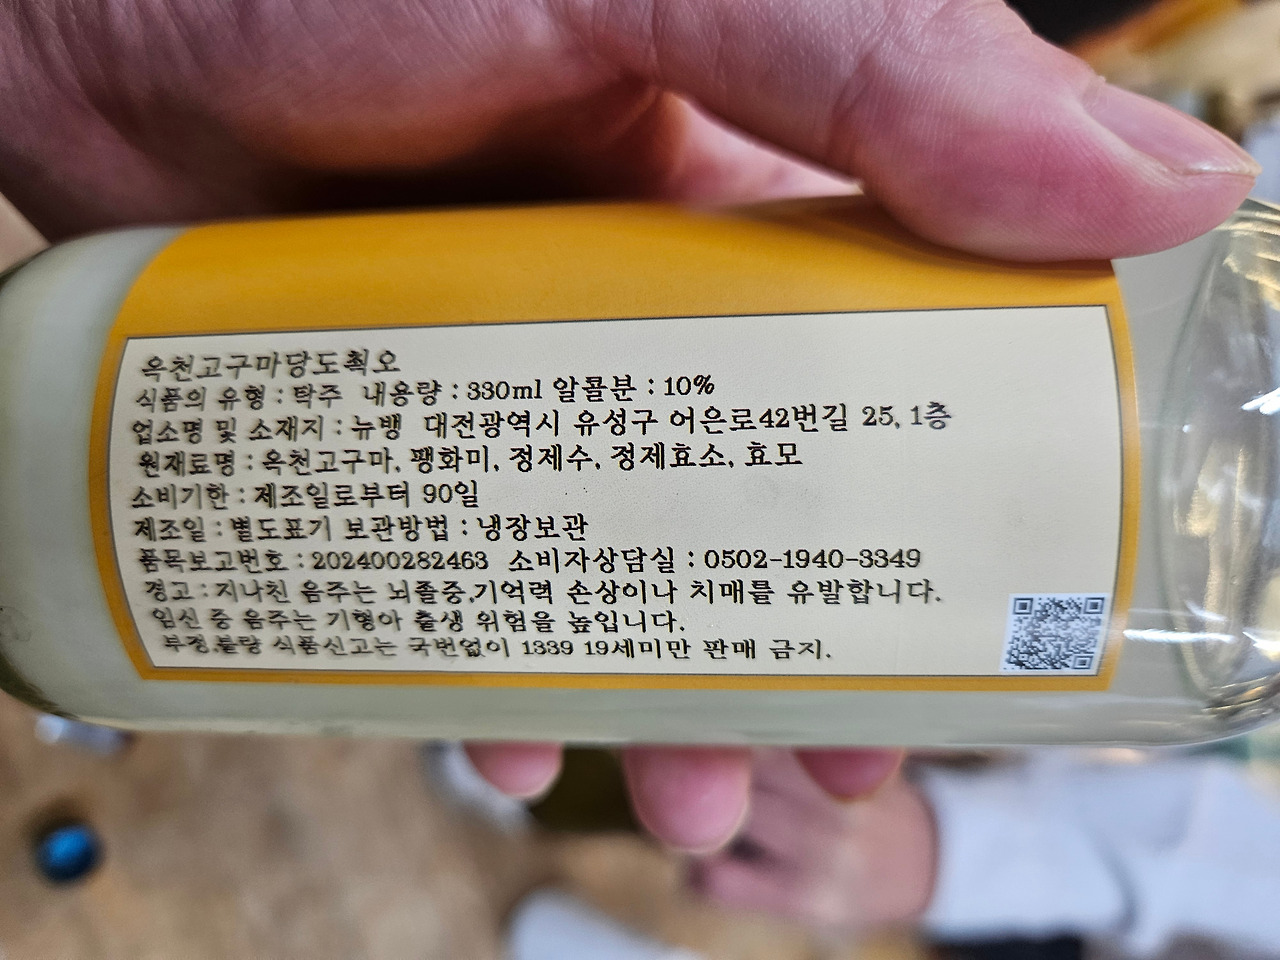 옥천고구마당도쵝오
식품의 유형 : 탁주 내용량 : 330ml 알콜분 : 10%
업소명 및 소재지 : 뉴뱅 대전광역시 유성구 어은로42번길 25, 1층
원재료명 : 옥천고구마, 팽화미, 정제수, 정제효소, 효모
소비기한 : 제조일로부터 90일
제조일 : 별도표기 보관방법 : 냉장보관
품목보고번호 : 202400282463 소비자상담실 : 0502-1940-3349
경고 : 지나친 음주는 뇌졸중,기억력 손상이나 치매를 유발합니다.
임신 중 음주는 기형아 출생 위험을 높입니다.
부정,불량 식품신고는 국번없이 1339 19세미만 판매 금지.